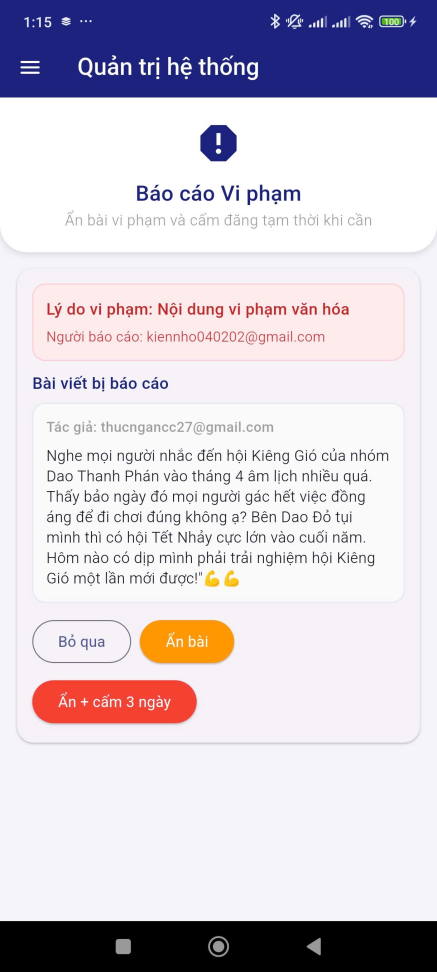 1:15
100
Quản trị hệ thống
Báo cáo Vi phạm
Ẩn bài vi phạm và cấm đăng tạm thời khi cần
Lý do vi phạm: Nội dung vi phạm văn hóa
Người báo cáo: kiennho040202@gmail.com
Bài viết bị báo cáo
Tác giả: thucngancc27@gmail.com
Nghe mọi người nhắc đến hội Kiêng Gió của nhóm
Dao Thanh Phán vào tháng 4 âm lịch nhiều quá.
Thấy bảo ngày đó mọi người gác hết việc đồng
áng để đi chơi đúng không ạ? Bên Dao Đỏ tụi
mình thì có hội Tết Nhảy cực lớn vào cuối năm.
Hôm nào có dịp mình phải trải nghiệm hội Kiêng
Gió một lần mới được!"💪💪
Bỏ qua
Ẩn bài
Ẩn + cấm 3 ngày